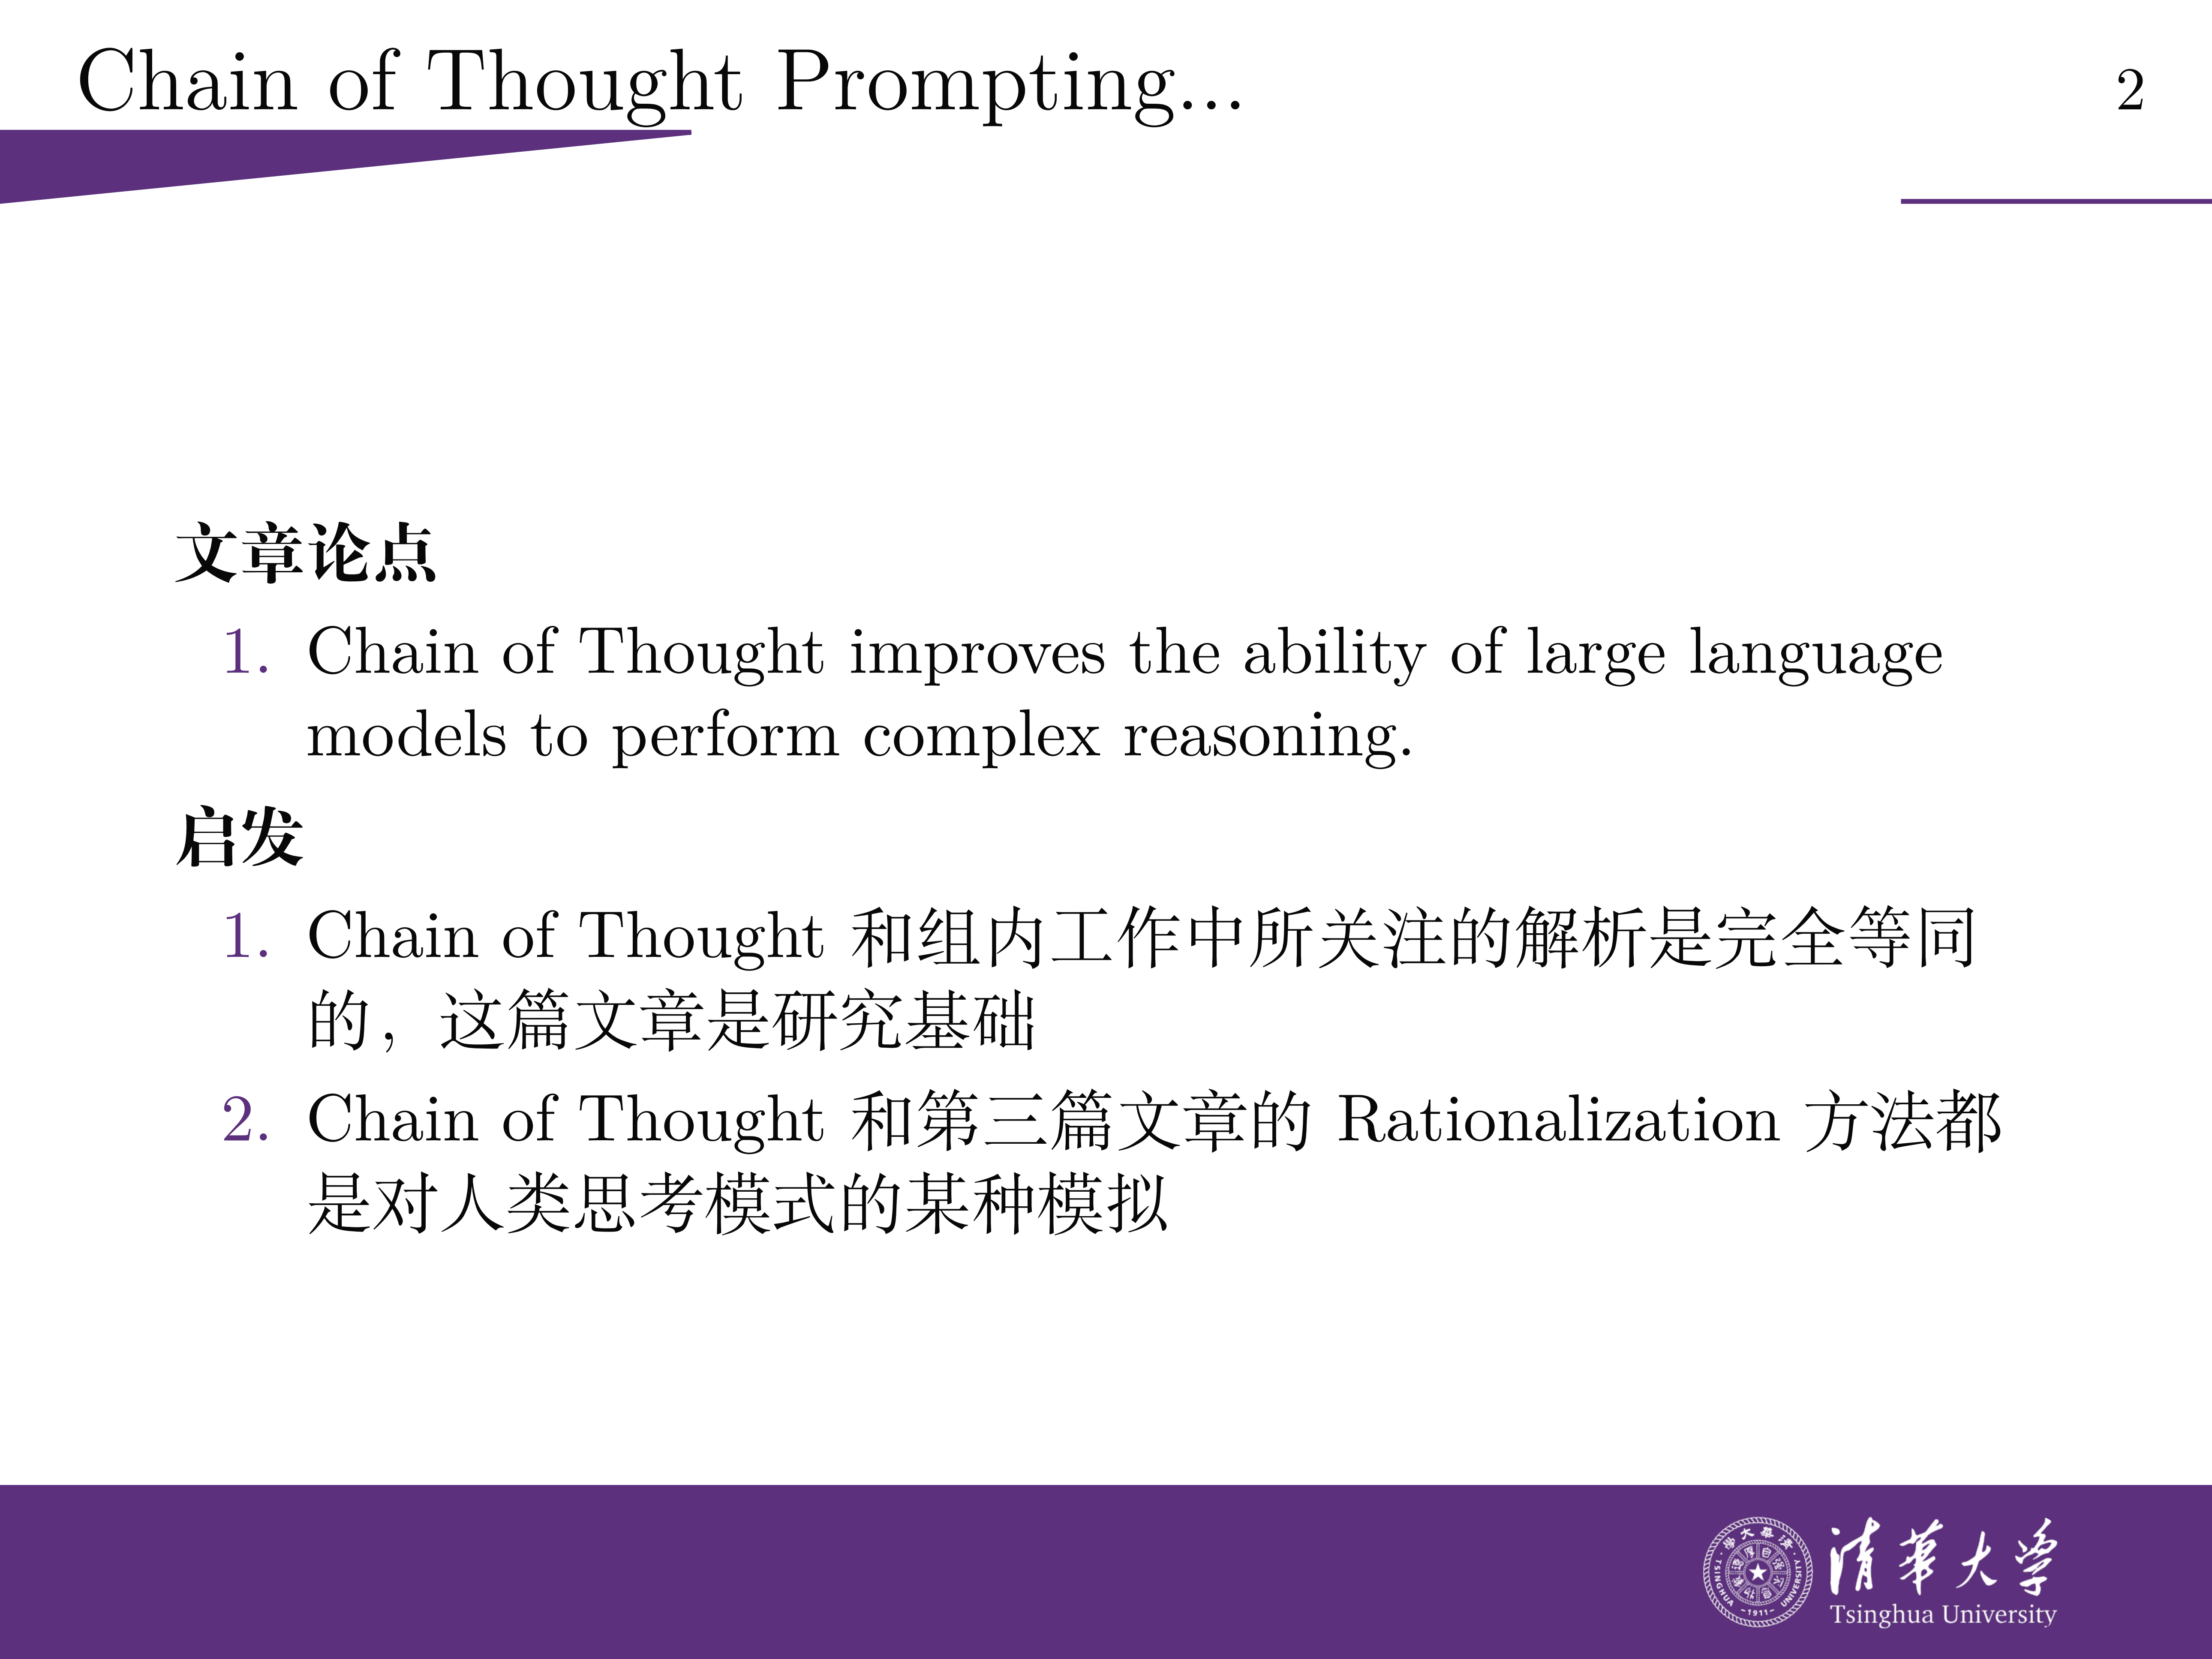 Chain of Thought Prompting...
2
文章论点
1. Chain of Thought improves the ability of large language
models to perform complex reasoning.
启发
1. Chain of Thought 和组内工作中所关注的解析是完全等同
的，这篇文章是研究基础
2. Chain of Thought 和第三篇文章的 Rationalization 方法都
是对人类思考模式的某种模拟
清華大学
Tsinghua University
TSINGHUA UNIVERSITY
-1911-